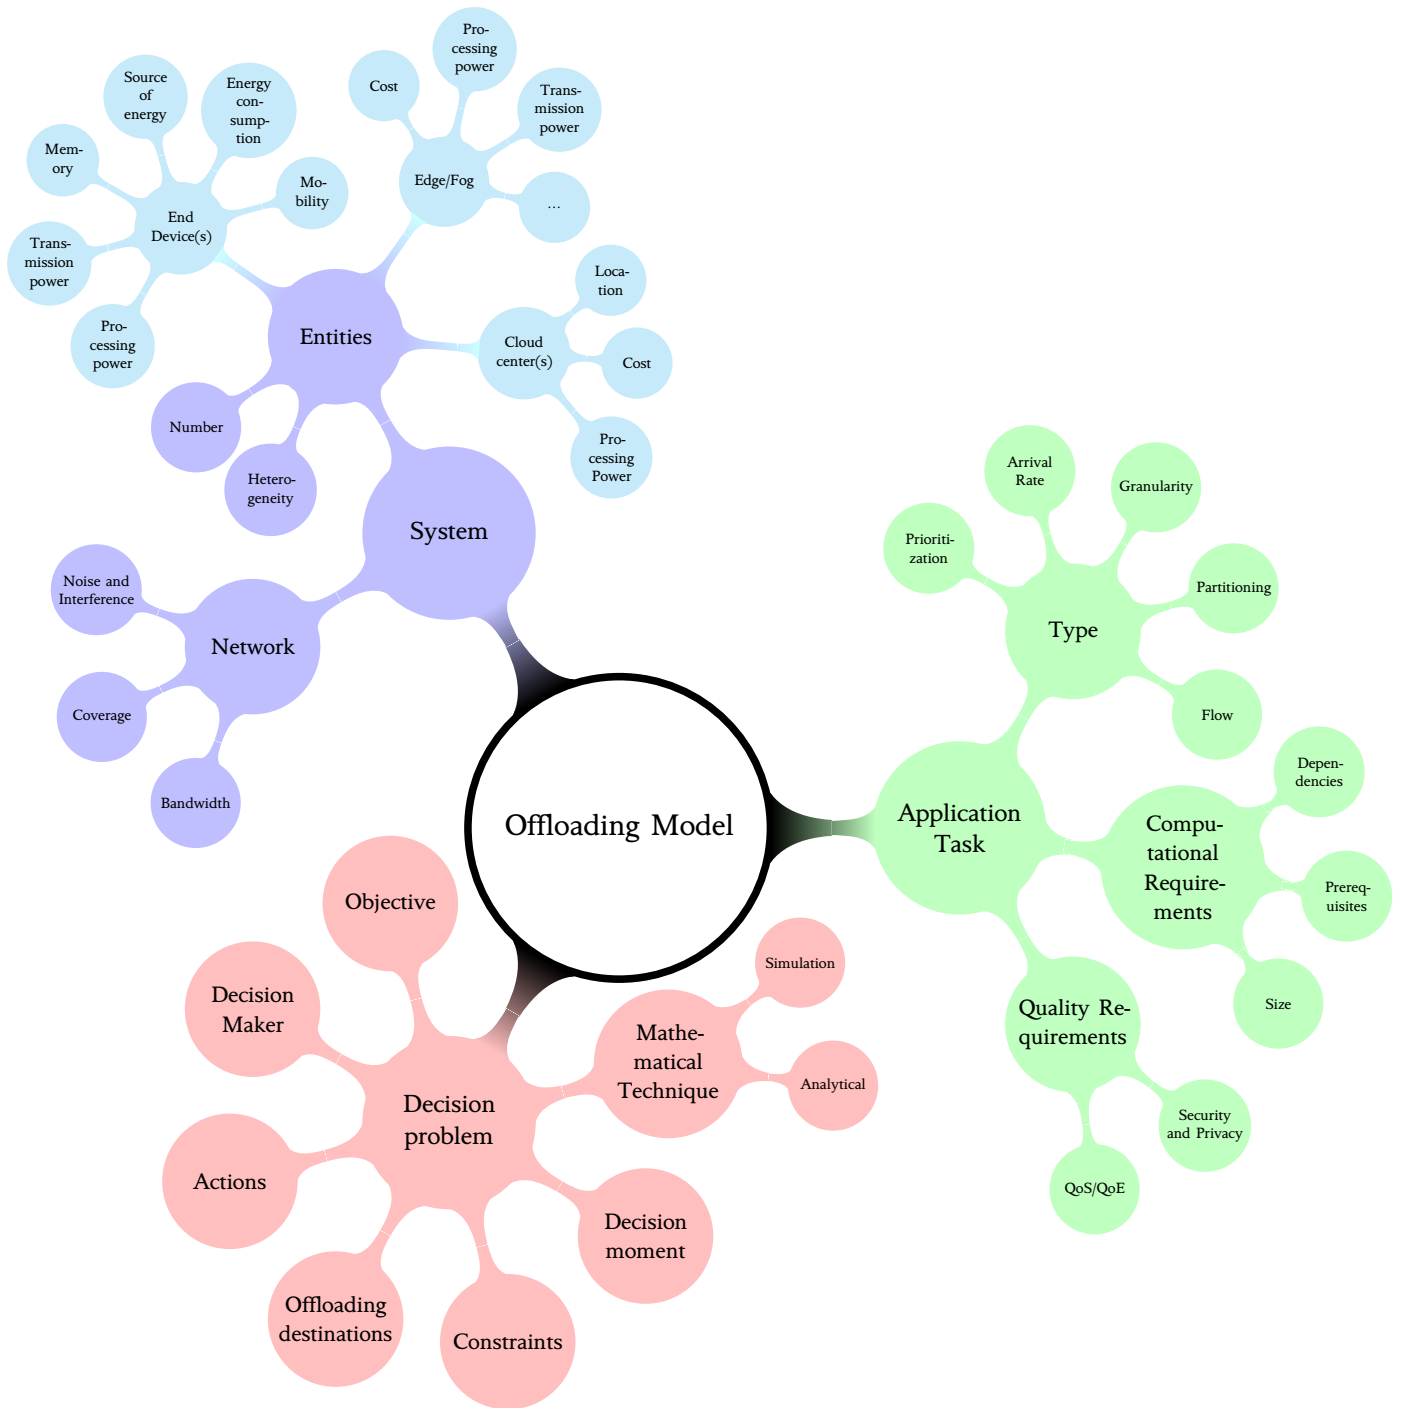 Pro-
cessing
power
Cost
Trans-
mission
power
Edge/Fog
...
Source
of
energy
Energy
con-
sump-
tion
Mem-
ory
Mo-
bility
End
Device(s)
Trans-
mission
power
Pro-
cessing
power
Entities
Loca-
tion
Cloud
center(s)
Cost
Pro-
cessing
Power
Number
Hetero-
geneity
System
Noise and
Interference
Network
Coverage
Bandwidth
Offloading Model
Arrival
Rate
Granularity
Prioriti-
zation
Partitioning
Type
Flow
Application
Task
Depen-
dencies
Compu-
tational
Require-
ments
Prereq-
uisites
Size
Quality Re-
quirements
Security
and Privacy
QoS/QoE
Objective
Decision
Maker
Simulation
Mathe-
matical
Technique
Analytical
Decision
problem
Actions
Decision
moment
Offloading
destinations
Constraints